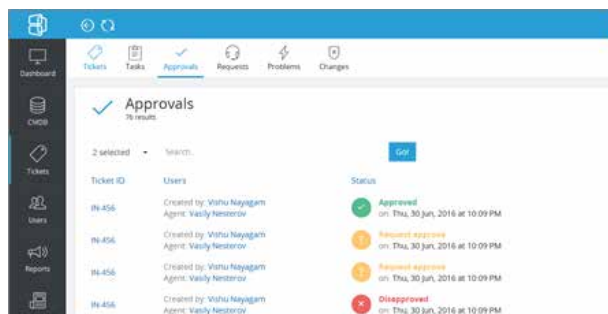 Tickets Tasks Approvals Requests Problems Changes
Dashboard
CMDB
Tickets
Users
Reports
Approvals
76 results
2 selected Search.. Go!
Ticket ID Users Status
IN-456 Created by: Vishu Nayagam Approved
Agent: Vasily Nesterov on: Thu, 30 Jun, 2016 at 10:09 PM
IN-456 Created by: Vishu Nayagam Request approve
Agent: Vasily Nesterov on: Thu, 30 Jun, 2016 at 10:09 PM
IN-456 Created by: Vishu Nayagam Request approve
Agent: Vasily Nesterov on: Thu, 30 Jun, 2016 at 10:09 PM
IN-456 Created by: Vishu Nayagam Disapproved
Agent: Vasily Nesterov on: Thu, 30 Jun, 2016 at 10:09 PM